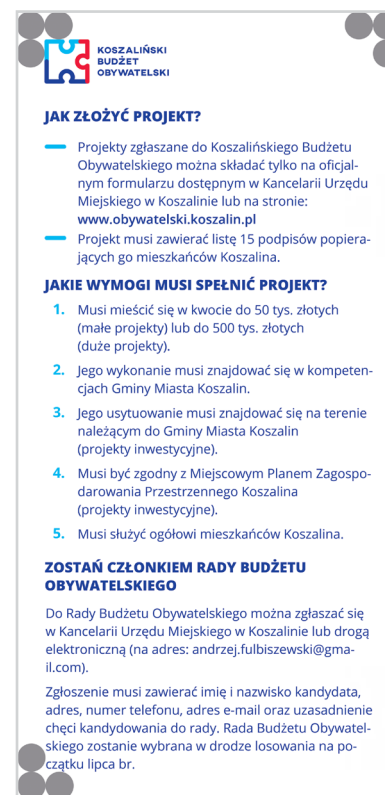 KOSZALIŃSKI
BUDŻET
OBYWATELSKI
JAK ZŁOŻYĆ PROJEKT?
Projekty zgłaszane do Koszalińskiego Budżetu
Obywatelskiego można składać tylko na oficjal-
nym formularzu dostępnym w Kancelarii Urzędu
Miejskiego w Koszalinie lub na stronie:
www.obywatelski.koszalin.pl
Projekt musi zawierać listę 15 podpisów popiera-
jących go mieszkańców Koszalina.
JAKIE WYMOGI MUSI SPEŁNIĆ PROJEKT?
1. Musi mieścić się w kwocie do 50 tys. złotych
(małe projekty) lub do 500 tys. złotych
(duże projekty).
2. Jego wykonanie musi znajdować się w kompeten-
cjach Gminy Miasta Koszalin.
3. Jego usytuowanie musi znajdować się na terenie
należącym do Gminy Miasta Koszalin
(projekty inwestycyjne).
4. Musi być zgodny z Miejscowym Planem Zagospo-
darowania Przestrzennego Koszalina
(projekty inwestycyjne).
5. Musi służyć ogółowi mieszkańców Koszalina.
ZOSTAŃ CZŁONKIEM RADY BUDŻETU
OBYWATELSKIEGO
Do Rady Budżetu Obywatelskiego można zgłaszać się
w Kancelarii Urzędu Miejskiego w Koszalinie lub drogą
elektroniczną (na adres: andrzej.fulbiszewski@gma-
il.com).
Zgłoszenie musi zawierać imię i nazwisko kandydata,
adres, numer telefonu, adres e-mail oraz uzasadnienie
chęci kandydowania do rady. Rada Budżetu Obywatel-
skiego zostanie wybrana w drodze losowania na po-
czątku lipca br.